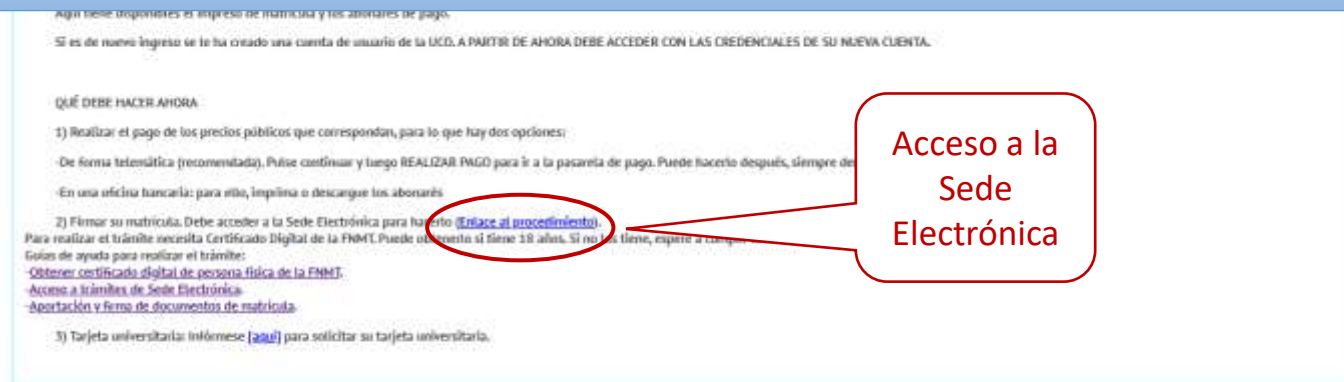 Aquí tiene disponibles el impreso de matrícula y los abonarés de pago.
Si es de nuevo ingreso se le ha creado una cuenta de usuario de la UCO. A PARTIR DE AHORA DEBE ACCEDER CON LAS CREDENCIALES DE SU NUEVA CUENTA.
QUÉ DEBE HACER AHORA
1) Realizar el pago de los precios públicos que correspondan, para lo que hay dos opciones:
-De forma telemática (recomendada). Pulse continuar y luego REALIZAR PAGO para ir a la pasarela de pago. Puede hacerlo después, siempre
-En una oficina bancaria: para ello, imprima o descargue los abonarés
2) Firmar su matrícula. Debe acceder a la Sede Electrónica para hacerlo (Enlace al procedimiento).
Para realizar el trámite necesita Certificado Digital de la FNMT. Puede obtenerlo si tiene 18 años. Si no los tiene, espere a
Guías de ayuda para realizar el trámite:
-Obtener certificado digital de persona física de la FNMT.
-Acceso a trámites de Sede Electrónica.
-Aportación y firma de documentos de matrícula.
3) Tarjeta universitaria: Infórmese [aquí] para solicitar su tarjeta universitaria.
Acceso a la
Sede
Electrónica